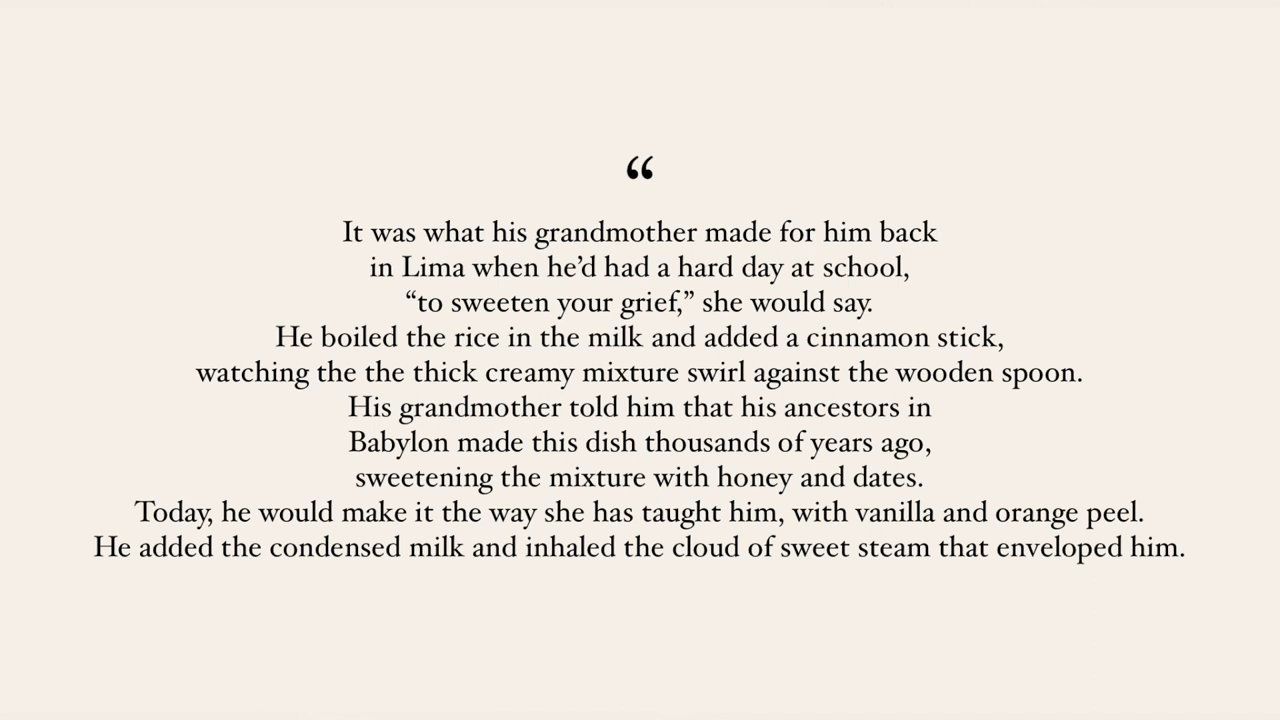 “
It was what his grandmother made for him back
in Lima when he’d had a hard day at school,
“to sweeten your grief,” she would say.
He boiled the rice in the milk and added a cinnamon stick,
watching the the thick creamy mixture swirl against the wooden spoon.
His grandmother told him that his ancestors in
Babylon made this dish thousands of years ago,
sweetening the mixture with honey and dates.
Today, he would make it the way she has taught him, with vanilla and orange peel.
He added the condensed milk and inhaled the cloud of sweet steam that enveloped him.